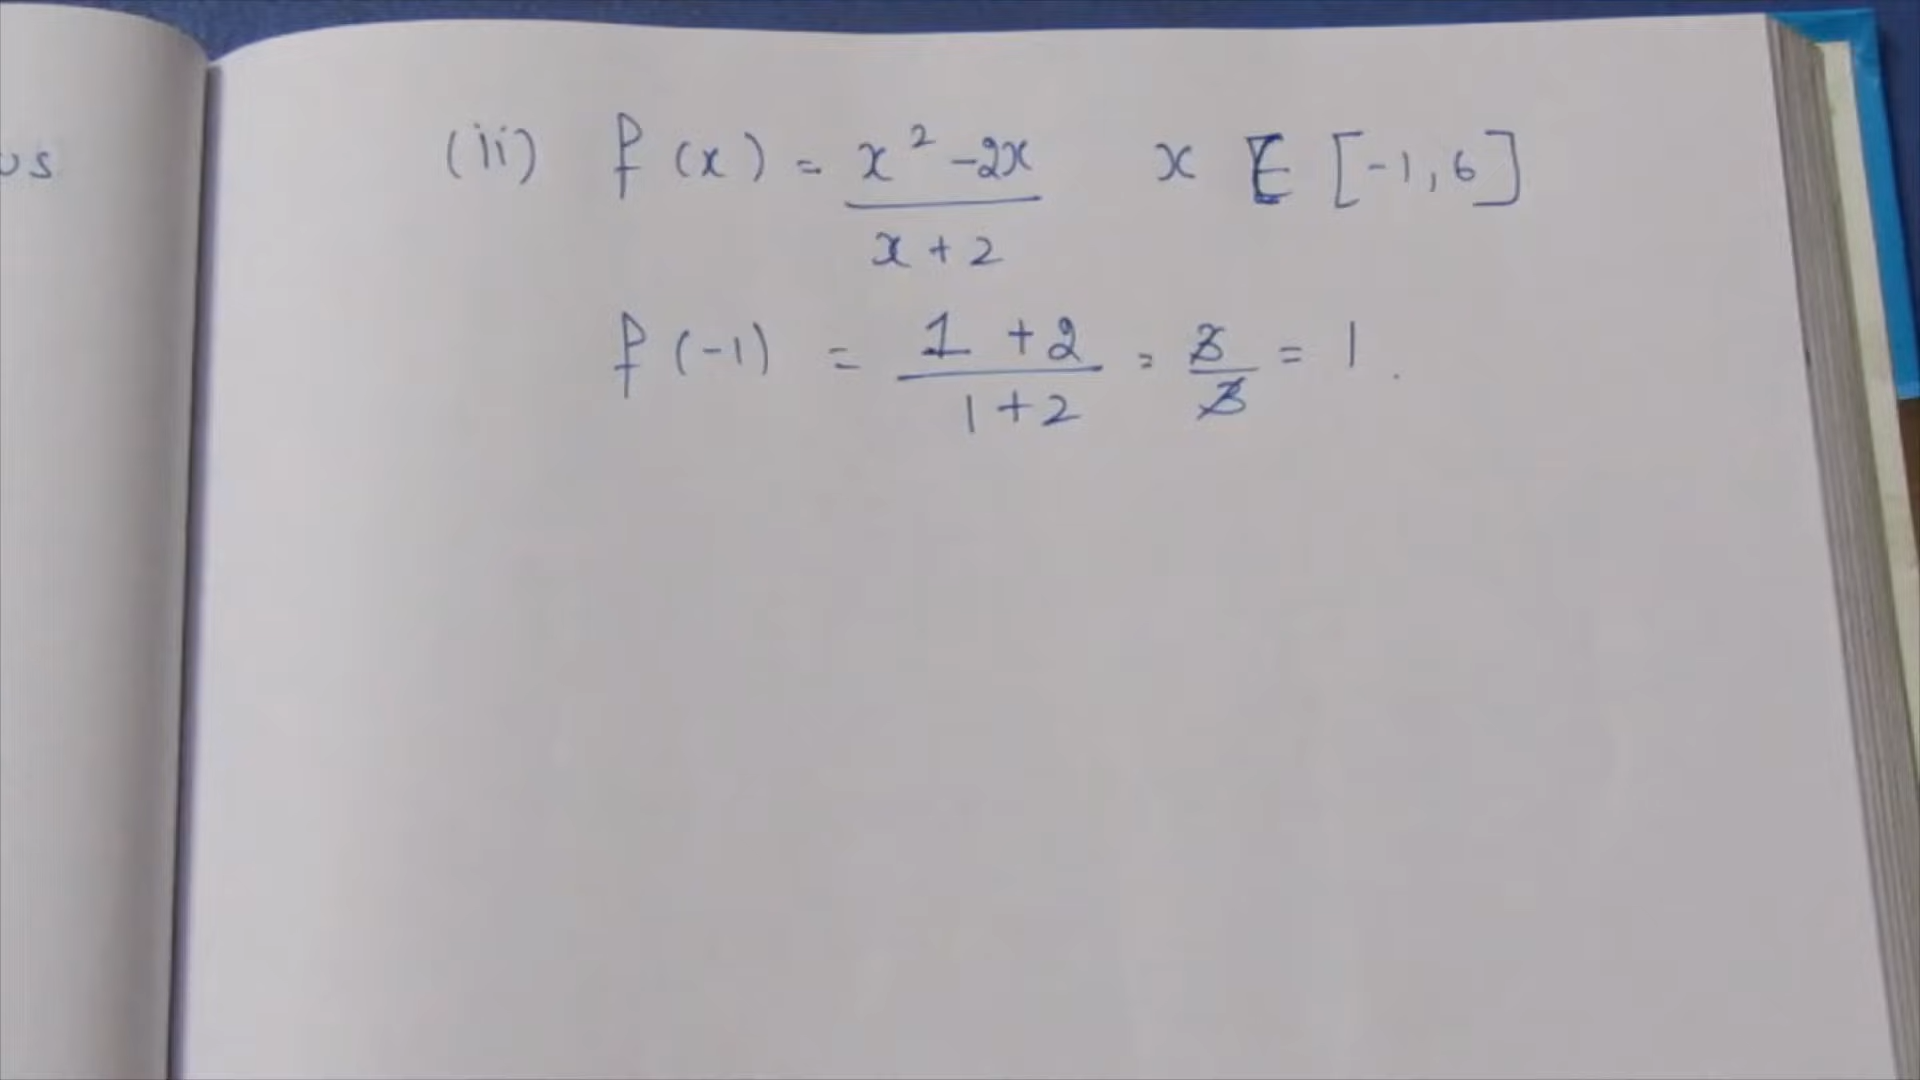 us
(ii) f(x) = x² -2x / x + 2 x ∈ [-1, 6]
f(-1) = 1 + 2 / 1 + 2 = 3 / 3 = 1.